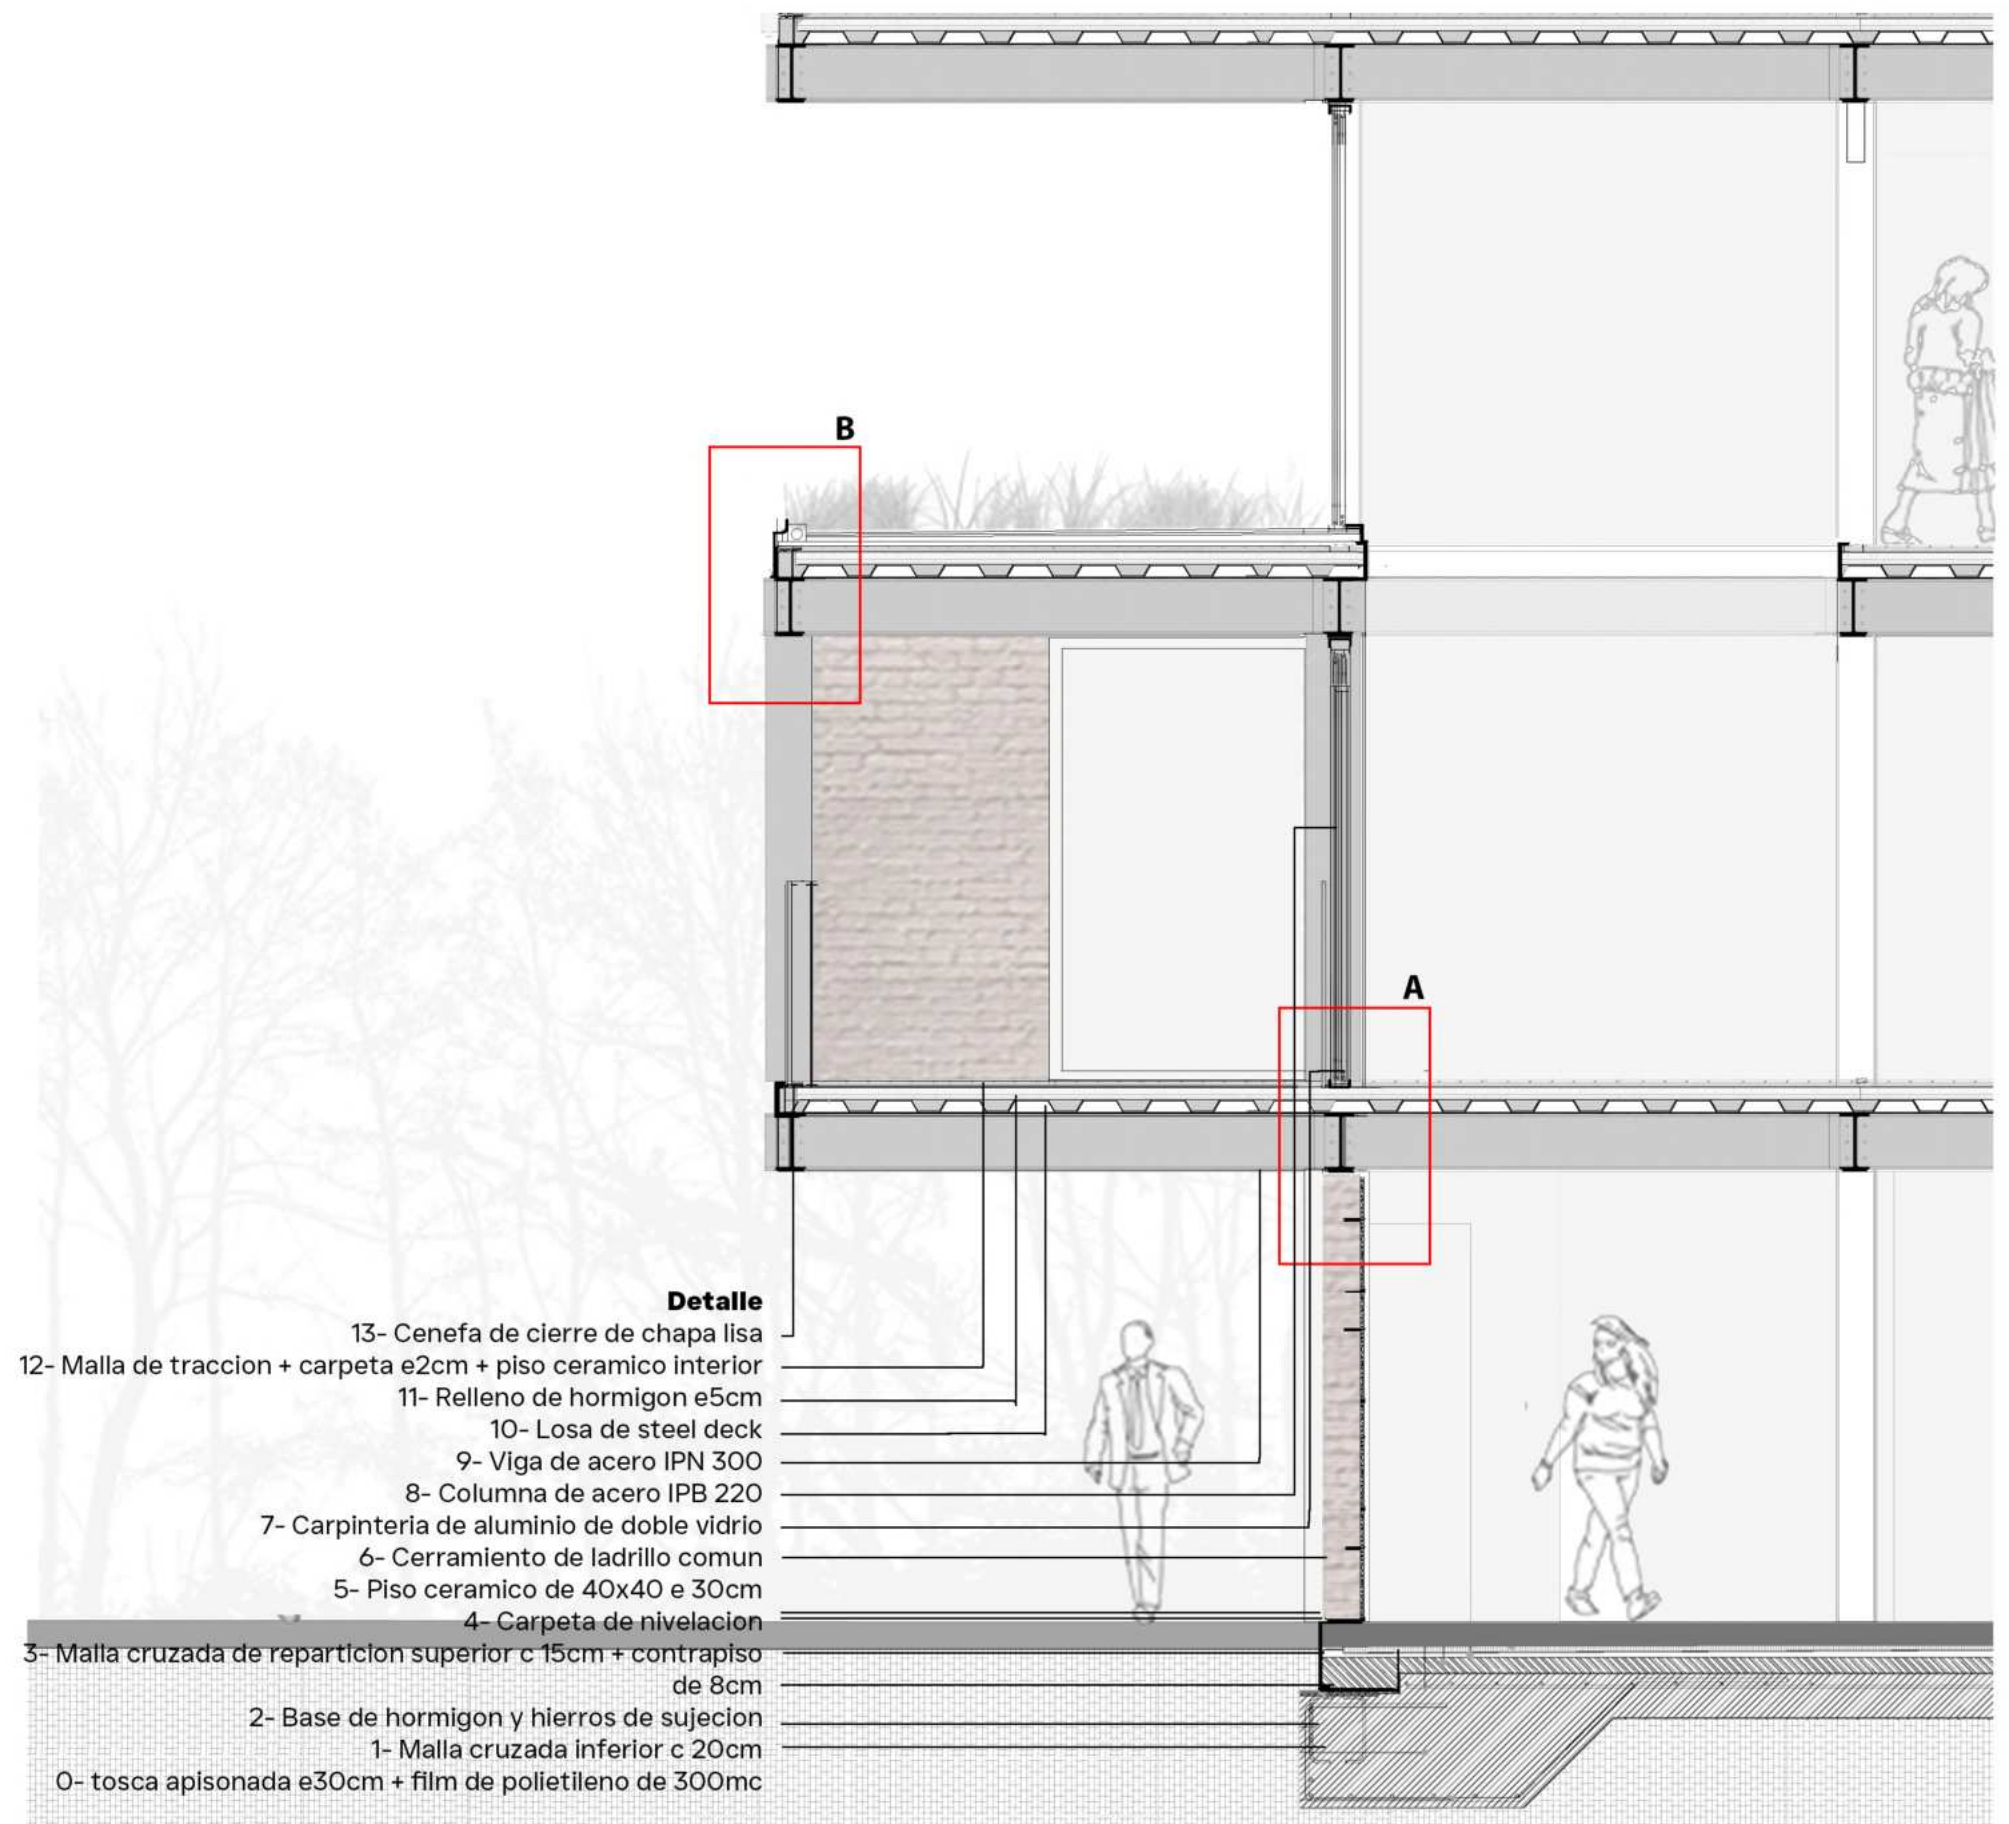 B
A
Detalle
13- Cenefa de cierre de chapa lisa
12- Malla de traccion + carpeta e2cm + piso ceramico interior
11- Relleno de hormigon e5cm
10- Losa de steel deck
9- Viga de acero IPN 300
8- Columna de acero IPB 220
7- Carpinteria de aluminio de doble vidrio
6- Cerramiento de ladrillo comun
5- Piso ceramico de 40x40 e 30cm
4- Carpeta de nivelacion
3- Malla cruzada de reparticion superior c 15cm + contrapiso
de 8cm
2- Base de hormigon y hierros de sujecion
1- Malla cruzada inferior c 20cm
0- tosca apisonada e30cm + film de polietileno de 300mc